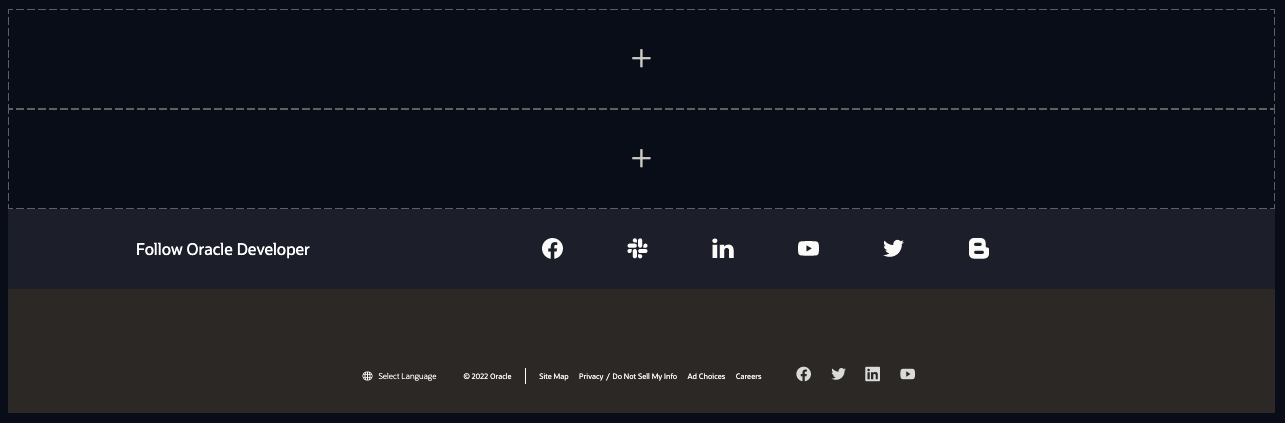 Follow Oracle Developer
Select Language © 2022 Oracle Site Map Privacy / Do Not Sell My Info Ad Choices Careers